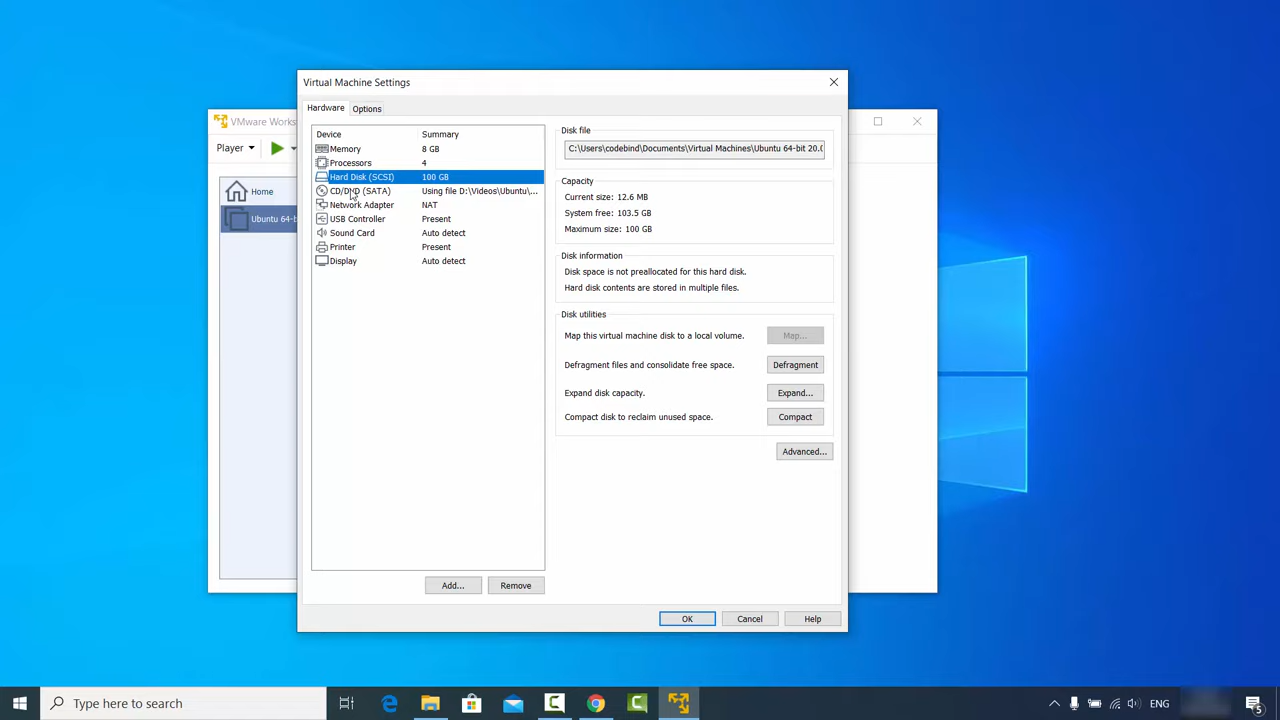 Virtual Machine Settings
Hardware
Options
VMware Works
Player
Home
Ubuntu 64-b
Device Summary
Memory 8 GB
Processors 4
Hard Disk (SCSI) 100 GB
CD/DVD (SATA) Using file D:\Videos\Ubuntu\...
Network Adapter NAT
USB Controller Present
Sound Card Auto detect
Printer Present
Display Auto detect
Add...
Remove
Disk file
C:\Users\codebind\Documents\Virtual Machines\Ubuntu 64-bit 20.0
Capacity
Current size: 12.6 MB
System free: 103.5 GB
Maximum size: 100 GB
Disk information
Disk space is not preallocated for this hard disk.
Hard disk contents are stored in multiple files.
Disk utilities
Map this virtual machine disk to a local volume. Map...
Defragment files and consolidate free space. Defragment
Expand disk capacity. Expand...
Compact disk to reclaim unused space. Compact
Advanced...
OK
Cancel
Help
Type here to search
ENG
5